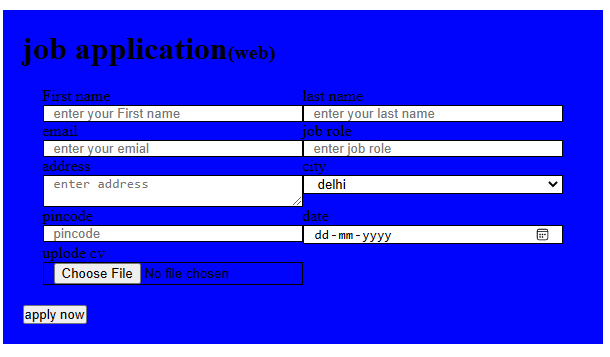 job application(web)
First name last name
enter your First name enter your last name
email job role
enter your emial enter job role
address city
enter address delhi
pincode date
pincode dd-mm-yyyy
uplode cv
Choose File No file chosen
apply now